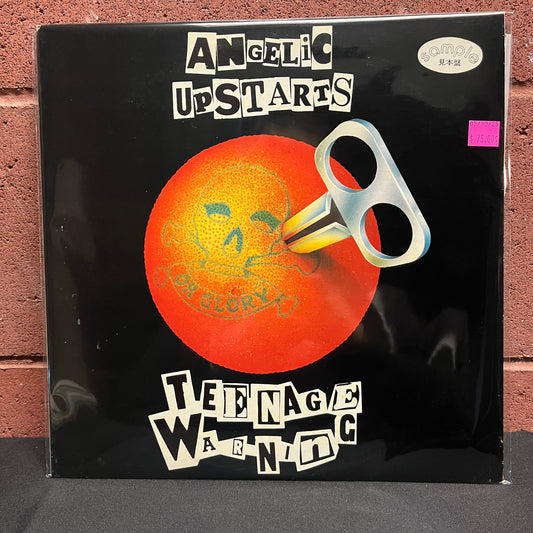 ANGELiC
UPSTARTS
sample
見本盤
OR GLORY
TEENAGE
WARNING